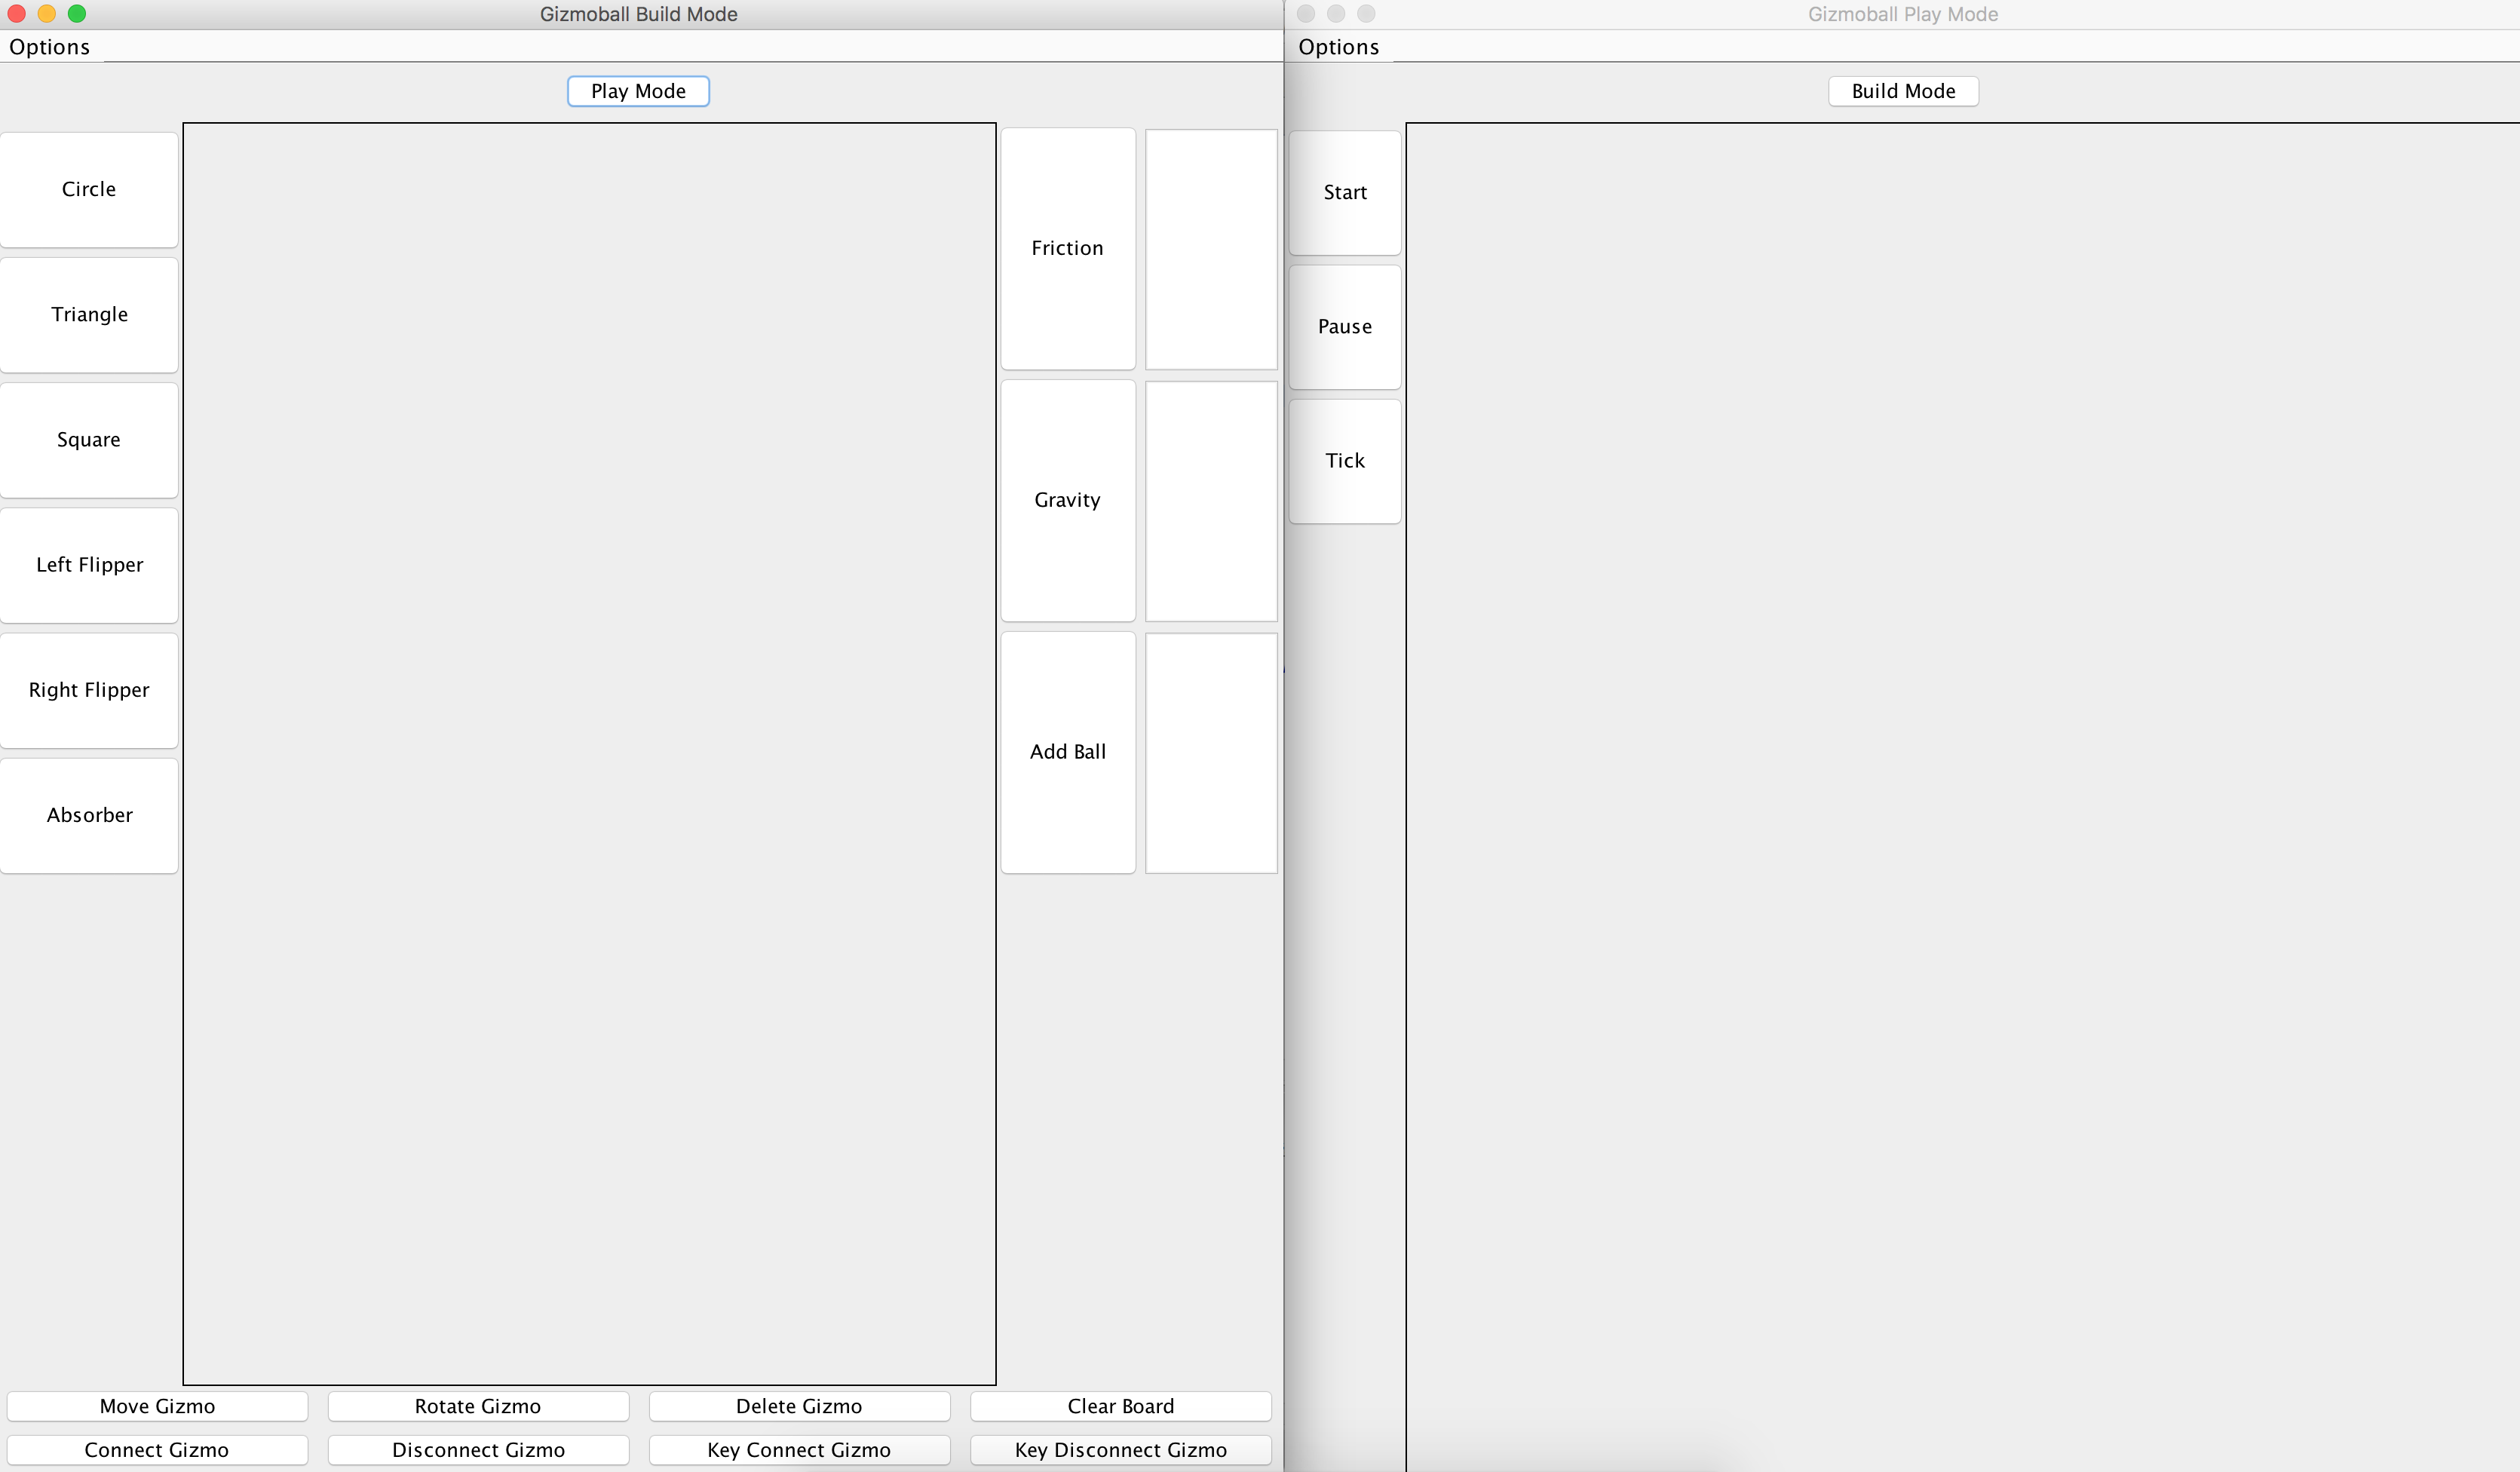 Gizmoball Build Mode
Options
Play Mode
Circle
Triangle
Square
Left Flipper
Right Flipper
Absorber
Friction
Gravity
Add Ball
Move Gizmo
Rotate Gizmo
Delete Gizmo
Clear Board
Connect Gizmo
Disconnect Gizmo
Key Connect Gizmo
Key Disconnect Gizmo
Gizmoball Play Mode
Options
Build Mode
Start
Pause
Tick